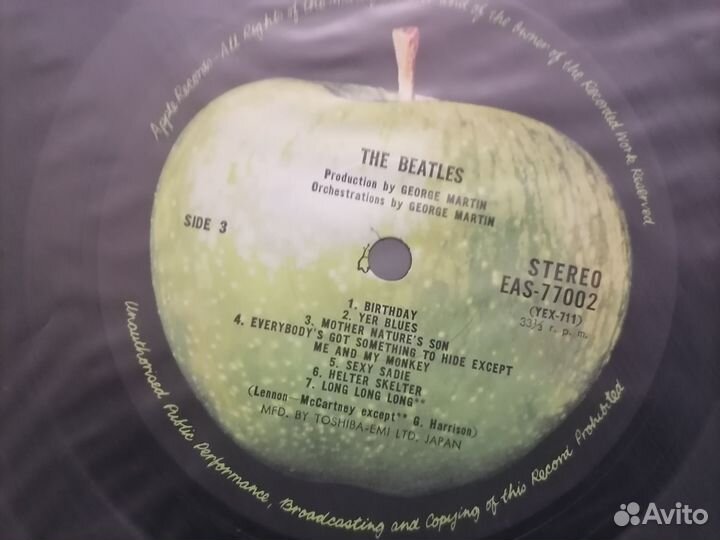 Apple Records—All Rights of the and of the Owner of the Recorded Work Reserved
THE BEATLES
Production by GEORGE MARTIN
Orchestrations by GEORGE MARTIN
SIDE 3
STEREO
EAS-77002
(YEX-711)
33⅓ r. p. m.
1. BIRTHDAY
2. YER BLUES
3. MOTHER NATURE'S SON
4. EVERYBODY'S GOT SOMETHING TO HIDE EXCEPT
ME AND MY MONKEY
5. SEXY SADIE
6. HELTER SKELTER
7. LONG LONG LONG**
(Lennon—McCartney except** G. Harrison)
MFD. BY TOSHIBA-EMI LTD. JAPAN
Unauthorised Public Performance, Broadcasting and Copying of this Record Prohibited
Avito